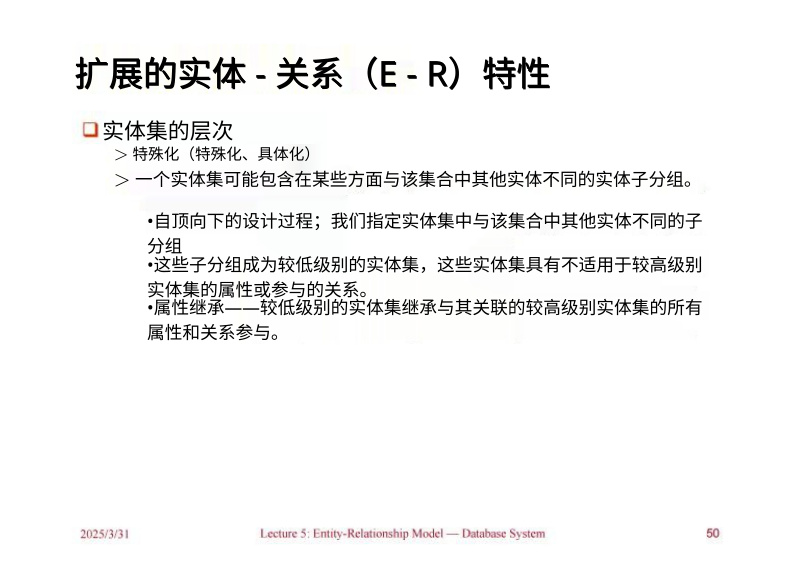 扩展的实体 - 关系（E - R）特性
实体集的层次
＞ 特殊化（特殊化、具体化）
＞ 一个实体集可能包含在某些方面与该集合中其他实体不同的实体子分组。
•自顶向下的设计过程；我们指定实体集中与该集合中其他实体不同的子
分组
•这些子分组成为较低级别的实体集，这些实体集具有不适用于较高级别
实体集的属性或参与的关系。
•属性继承——较低级别的实体集继承与其关联的较高级别实体集的所有
属性和关系参与。
2025/3/31 Lecture 5: Entity-Relationship Model — Database System 50